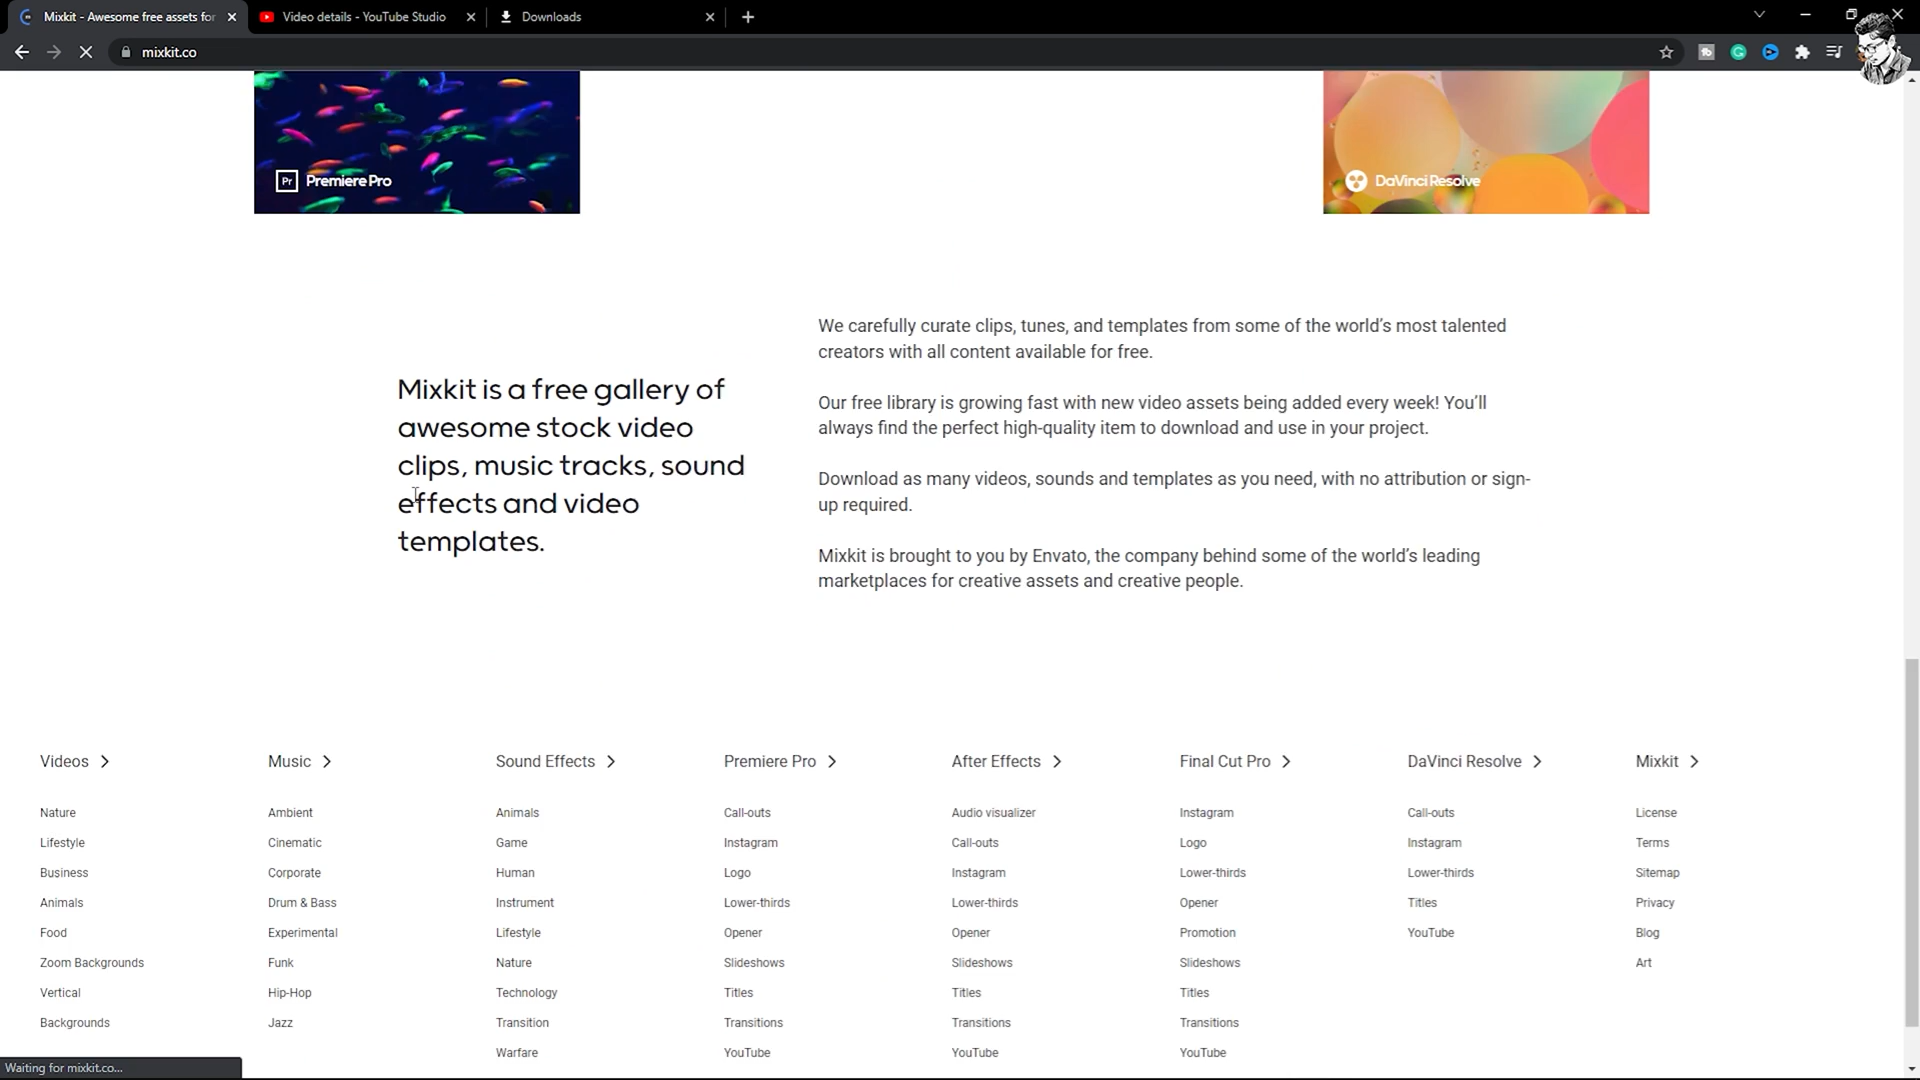 Mixkit - Awesome free assets for
Video details - YouTube Studio
Downloads
mixkit.co
Pr Premiere Pro
DaVinci Resolve
Mixkit is a free gallery of
awesome stock video
clips, music tracks, sound
effects and video
templates.
We carefully curate clips, tunes, and templates from some of the world’s most talented
creators with all content available for free.
Our free library is growing fast with new video assets being added every week! You’ll
always find the perfect high-quality item to download and use in your project.
Download as many videos, sounds and templates as you need, with no attribution or sign-
up required.
Mixkit is brought to you by Envato, the company behind some of the world’s leading
marketplaces for creative assets and creative people.
Videos
Nature
Lifestyle
Business
Animals
Food
Zoom Backgrounds
Vertical
Backgrounds
Music
Ambient
Cinematic
Corporate
Drum & Bass
Experimental
Funk
Hip-Hop
Jazz
Sound Effects
Animals
Game
Human
Instrument
Lifestyle
Nature
Technology
Transition
Warfare
Premiere Pro
Call-outs
Instagram
Logo
Lower-thirds
Opener
Slideshows
Titles
Transitions
YouTube
After Effects
Audio visualizer
Call-outs
Instagram
Lower-thirds
Opener
Slideshows
Titles
Transitions
YouTube
Final Cut Pro
Instagram
Logo
Lower-thirds
Opener
Promotion
Slideshows
Titles
Transitions
YouTube
DaVinci Resolve
Call-outs
Instagram
Lower-thirds
Titles
YouTube
Mixkit
License
Terms
Sitemap
Privacy
Blog
Art
Waiting for mixkit.co...